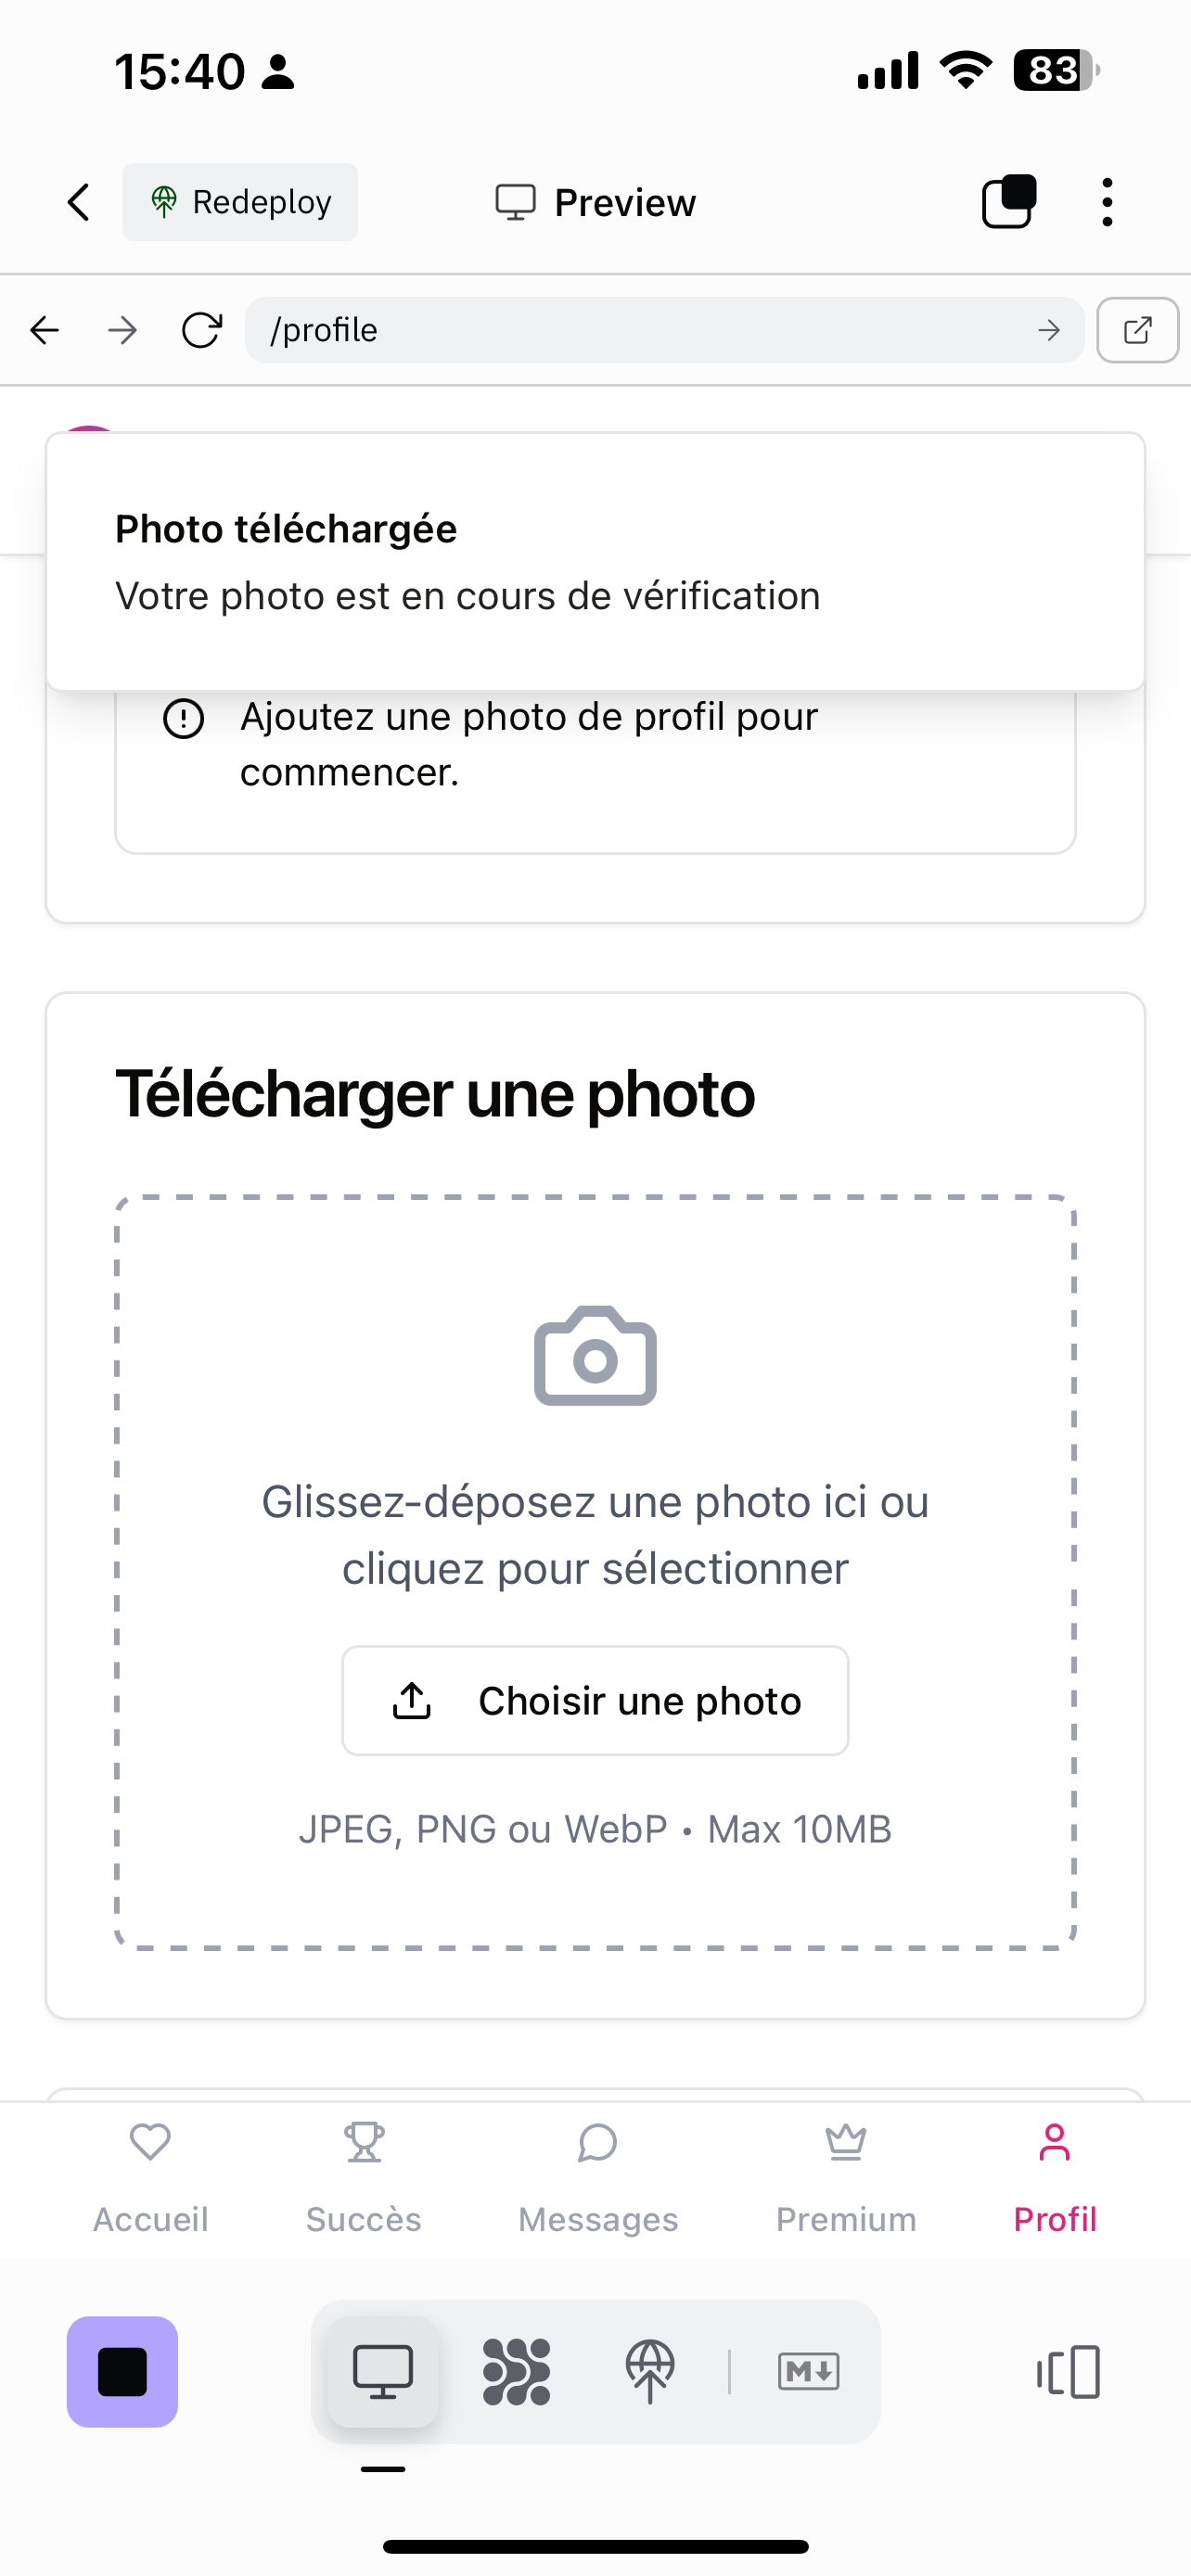 15:40
83
Redeploy
Preview
/profile
Photo téléchargée
Votre photo est en cours de vérification
Ajoutez une photo de profil pour
commencer.
Télécharger une photo
Glissez-déposez une photo ici ou
cliquez pour sélectionner
Choisir une photo
JPEG, PNG ou WebP • Max 10MB
Accueil
Succès
Messages
Premium
Profil
M